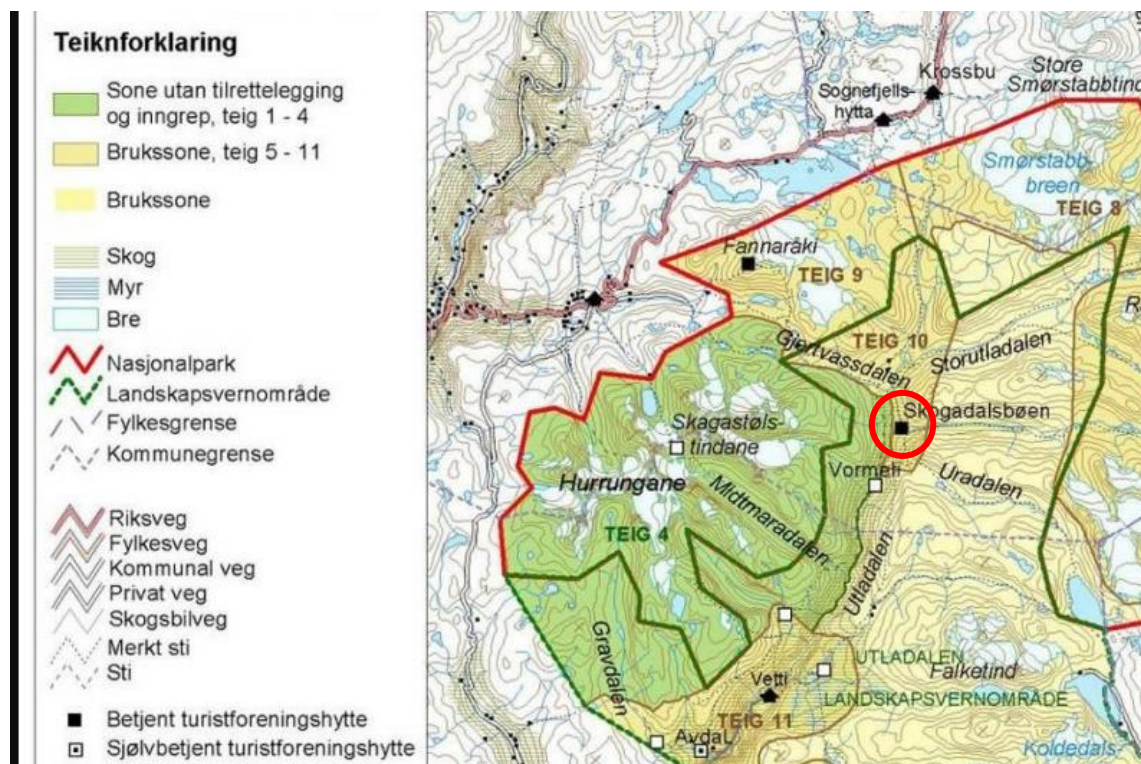 Teiknforklaring
Sone utan tilrettelegging
og inngrep, teig 1 - 4
Brukssone, teig 5 - 11
Brukssone
Skog
Myr
Bre
Nasjonalpark
Landskapsvernområde
Fylkesgrense
Kommunegrense
Riksveg
Fylkesveg
Kommunal veg
Privat veg
Skogsbilveg
Merkt sti
Sti
Betjent turistforeningshytte
Sjølvbetjent turistforeningshytte
Krossbu
Store
Smørstabbtind
Sognefjells-
hytta
Smørstabb-
breen
TEIG 8
Fannaråki
TEIG 9
TEIG 10
Gjertvassdalen
Storutladalen
Skogadalsbøen
Skagastøls-
tindane
Vormeli
Hurrungane
Midtmaradalen
Uradalen
TEIG 4
Utladalen
Gravdalen
UTLADALEN
LANDSKAPSVERNOMRÅDE
Falketind
Vetti
TEIG 11
Avdal
Koldedals-